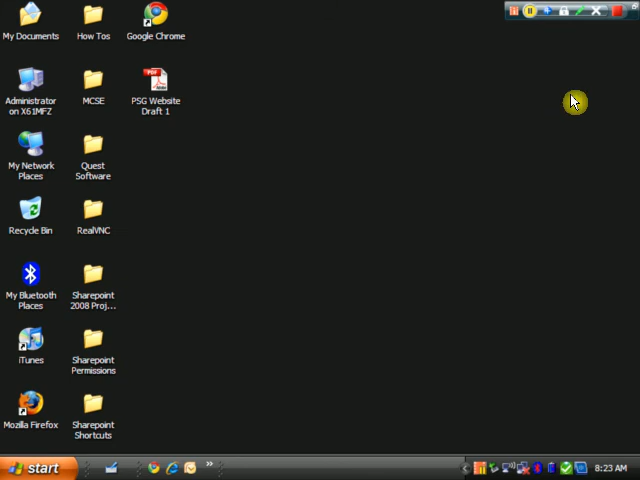 My Documents
How Tos
Google Chrome
Administrator
on X61MFZ
MCSE
PDF
PSG Website
Draft 1
My Network
Places
Quest
Software
Recycle Bin
RealVNC
My Bluetooth
Places
Sharepoint
2008 Proj...
iTunes
Sharepoint
Permissions
Mozilla Firefox
Sharepoint
Shortcuts
start
»
8:23 AM